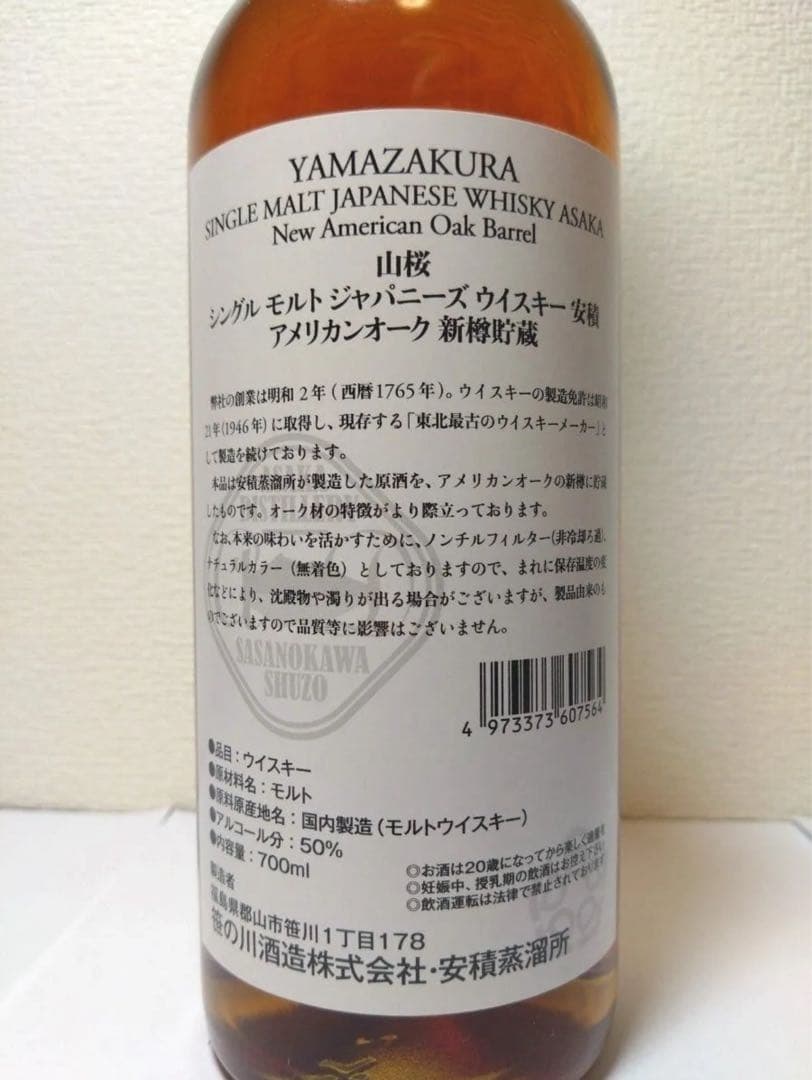 YAMAZAKURA
SINGLE MALT JAPANESE WHISKY ASAKA
New American Oak Barrel
山桜
シングル モルト ジャパニーズ ウイスキー 安積
アメリカンオーク 新樽貯蔵
弊社の創業は明和2年(西暦1765年)。ウイスキーの製造免許は昭和
21年(1946年)に取得し、現存する「東北最古のウイスキーメーカー」と
して製造を続けております。
本品は安積蒸溜所が製造した原酒を、アメリカンオークの新樽に貯蔵
したものです。オーク材の特徴がより際立っております。
なお、本来の味わいを活かすために、ノンチルフィルター(非冷却ろ過)、
ナチュラルカラー(無着色)としておりますので、まれに保存温度の変
化などにより、沈殿物や濁りが出る場合がございますが、製品由来のも
のでございますので品質等に影響はございません。
ASAKA
DISTILLERY
SASANOKAWA
SHUZO
4 973373 607564
●品目:ウイスキー
●原材料名:モルト
●原料原産地名:国内製造(モルトウイスキー)
●アルコール分:50%
●内容量:700ml
◎お酒は20歳になってから楽しく適量を
◎妊娠中、授乳期の飲酒はお控え下さい
◎飲酒運転は法律で禁止されております
製造者
福島県郡山市笹川1丁目178
笹の川酒造株式会社・安積蒸溜所